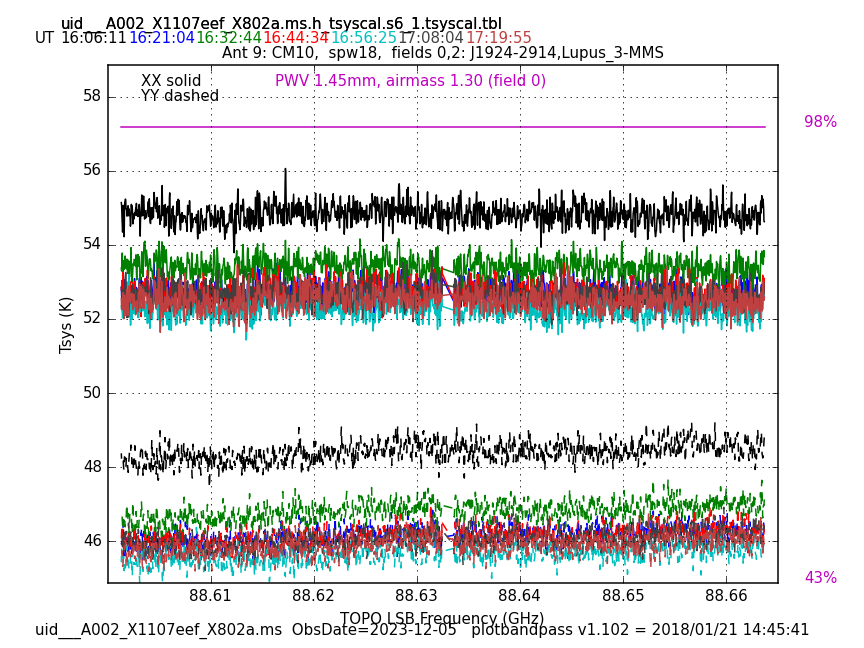 uid___A002_X1107eef_X802a.ms.h_tsyscal.s6_1.tsyscal.tbl
UT 16:06:11 16:21:04 16:32:44 16:44:34 16:56:25 17:08:04 17:19:55
Ant 9: CM10,  spw18,  fields 0,2: J1924-2914,Lupus_3-MMS
XX solid
PWV 1.45mm, airmass 1.30 (field 0)
YY dashed
98%
43%
58
56
54
52
50
48
46
Tsys (K)
88.61 88.62 88.63 88.64 88.65 88.66
TOPO LSB Frequency (GHz)
uid___A002_X1107eef_X802a.ms  ObsDate=2023-12-05   plotbandpass v1.102 = 2018/01/21 14:45:41